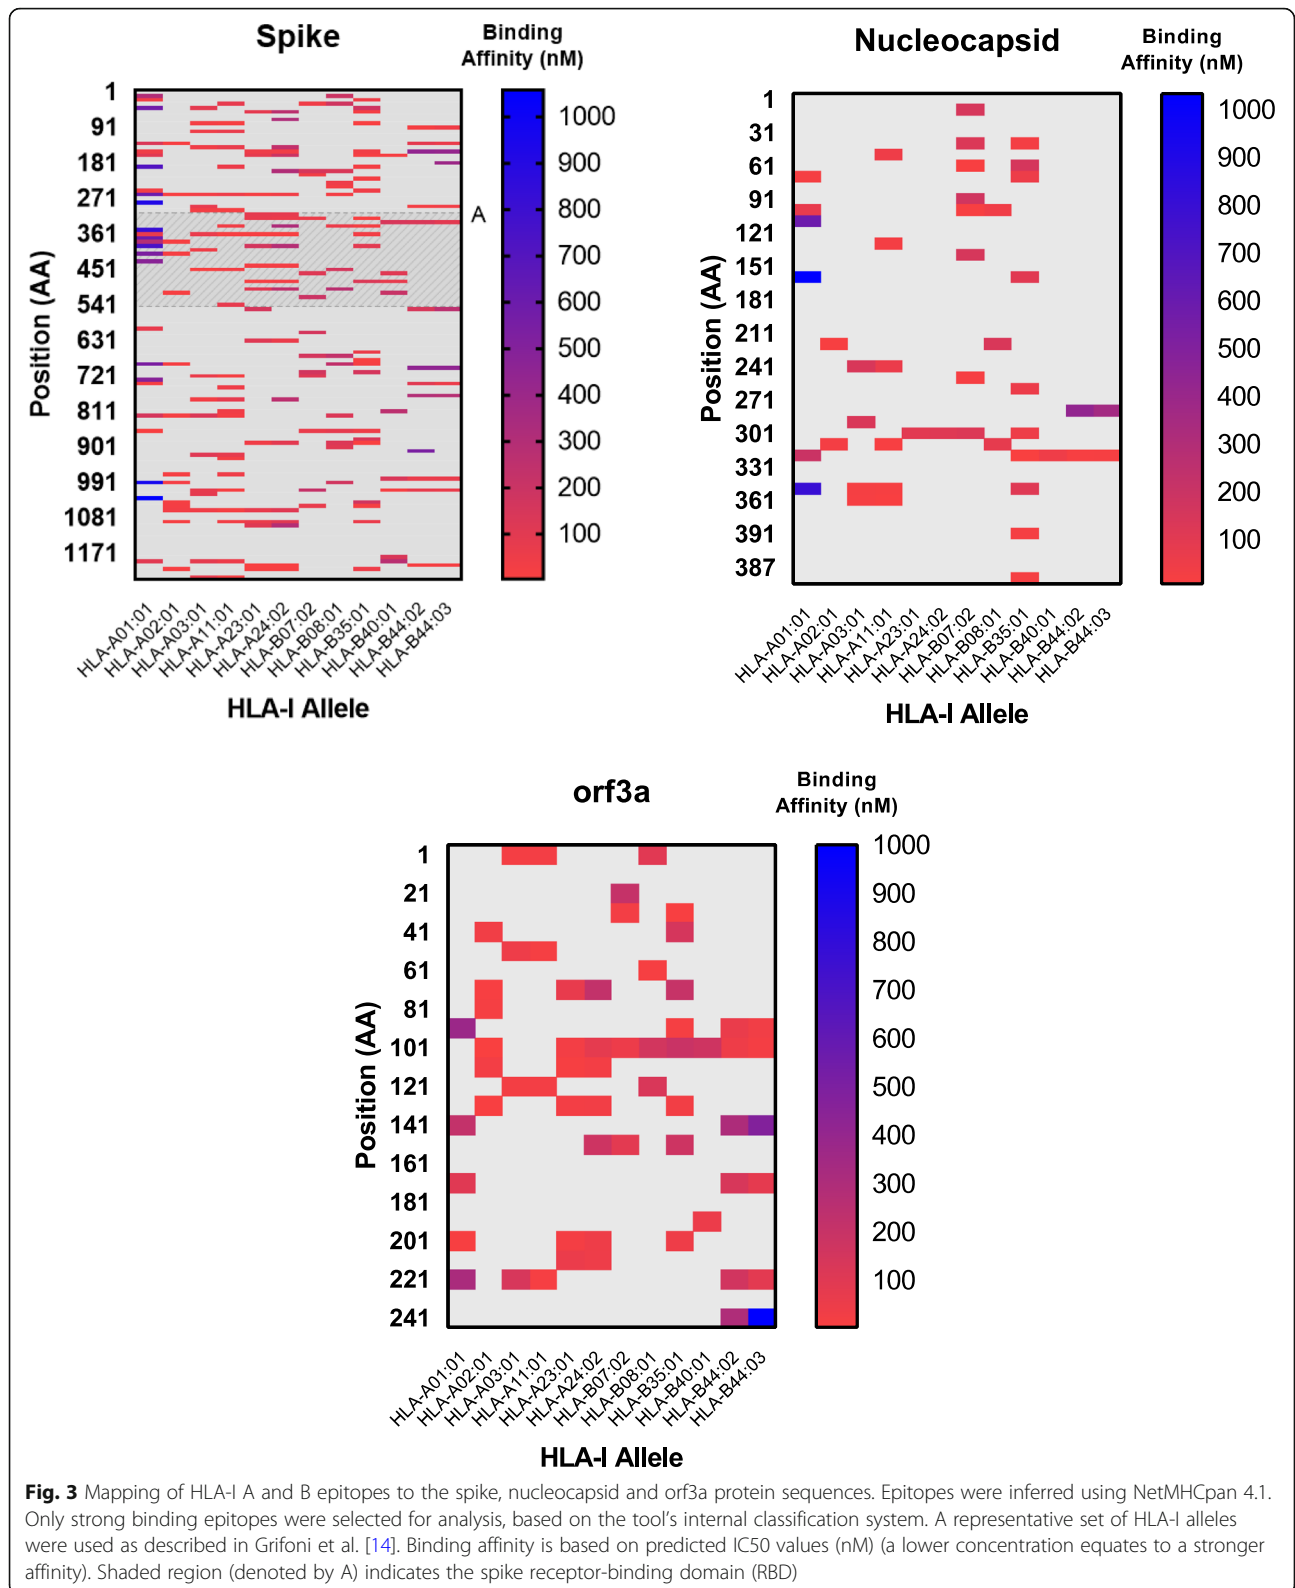 Spike
Binding
Affinity (nM)
1
91
181
271
361
451
541
631
721
811
901
991
1081
1171
Position (AA)
A
1000
900
800
700
600
500
400
300
200
100
HLA-A01:01
HLA-A02:01
HLA-A03:01
HLA-A11:01
HLA-A23:01
HLA-A24:02
HLA-B07:02
HLA-B08:01
HLA-B35:01
HLA-B40:01
HLA-B44:02
HLA-B44:03
HLA-I Allele
Nucleocapsid
Binding
Affinity (nM)
1
31
61
91
121
151
181
211
241
271
301
331
361
391
387
Position (AA)
1000
900
800
700
600
500
400
300
200
100
HLA-A01:01
HLA-A02:01
HLA-A03:01
HLA-A11:01
HLA-A23:01
HLA-A24:02
HLA-B07:02
HLA-B08:01
HLA-B35:01
HLA-B40:01
HLA-B44:02
HLA-B44:03
HLA-I Allele
orf3a
Binding
Affinity (nM)
1
21
41
61
81
101
121
141
161
181
201
221
241
Position (AA)
1000
900
800
700
600
500
400
300
200
100
HLA-A01:01
HLA-A02:01
HLA-A03:01
HLA-A11:01
HLA-A23:01
HLA-A24:02
HLA-B07:02
HLA-B08:01
HLA-B35:01
HLA-B40:01
HLA-B44:02
HLA-B44:03
HLA-I Allele
Fig. 3 Mapping of HLA-I A and B epitopes to the spike, nucleocapsid and orf3a protein sequences. Epitopes were inferred using NetMHCpan 4.1.
Only strong binding epitopes were selected for analysis, based on the tool's internal classification system. A representative set of HLA-I alleles
were used as described in Grifoni et al. [14]. Binding affinity is based on predicted IC50 values (nM) (a lower concentration equates to a stronger
affinity). Shaded region (denoted by A) indicates the spike receptor-binding domain (RBD)